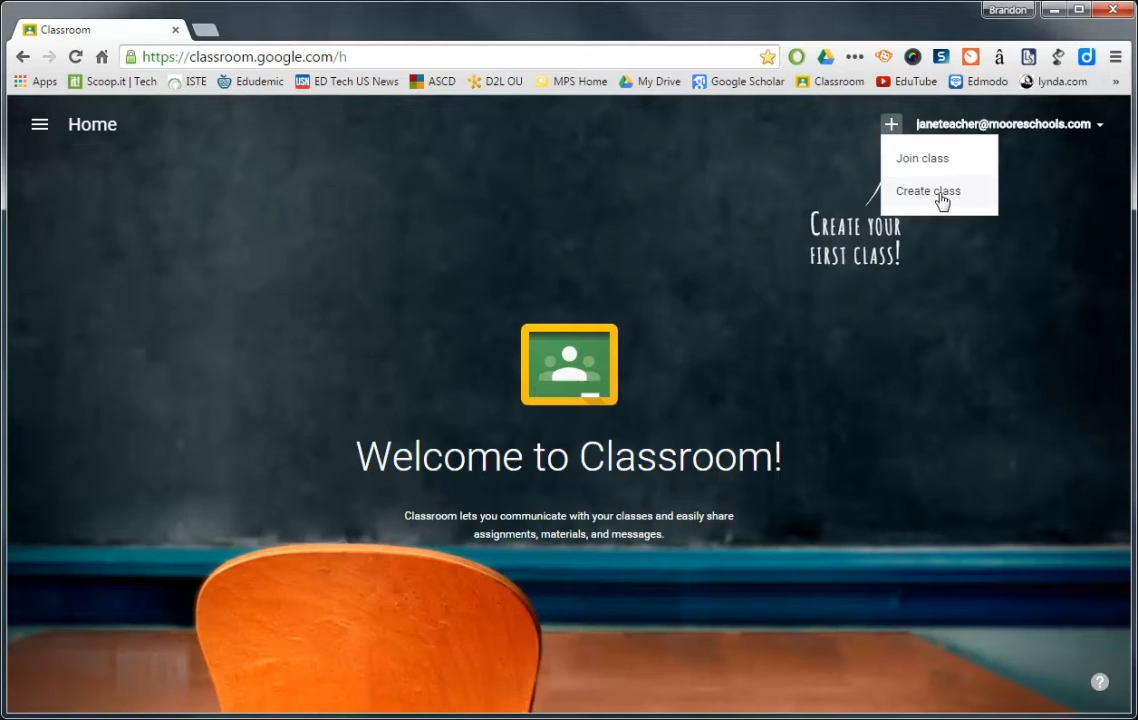 Brandon
Classroom
https://classroom.google.com/h
Apps Scoop.it | Tech ISTE Edudemic ED Tech US News ASCD D2L OU MPS Home My Drive Google Scholar Classroom EduTube Edmodo lynda.com »
Home
+ janeteacher@mooreschools.com
Join class
Create class
CREATE YOUR
FIRST CLASS!
Welcome to Classroom!
Classroom lets you communicate with your classes and easily share
assignments, materials, and messages.
?